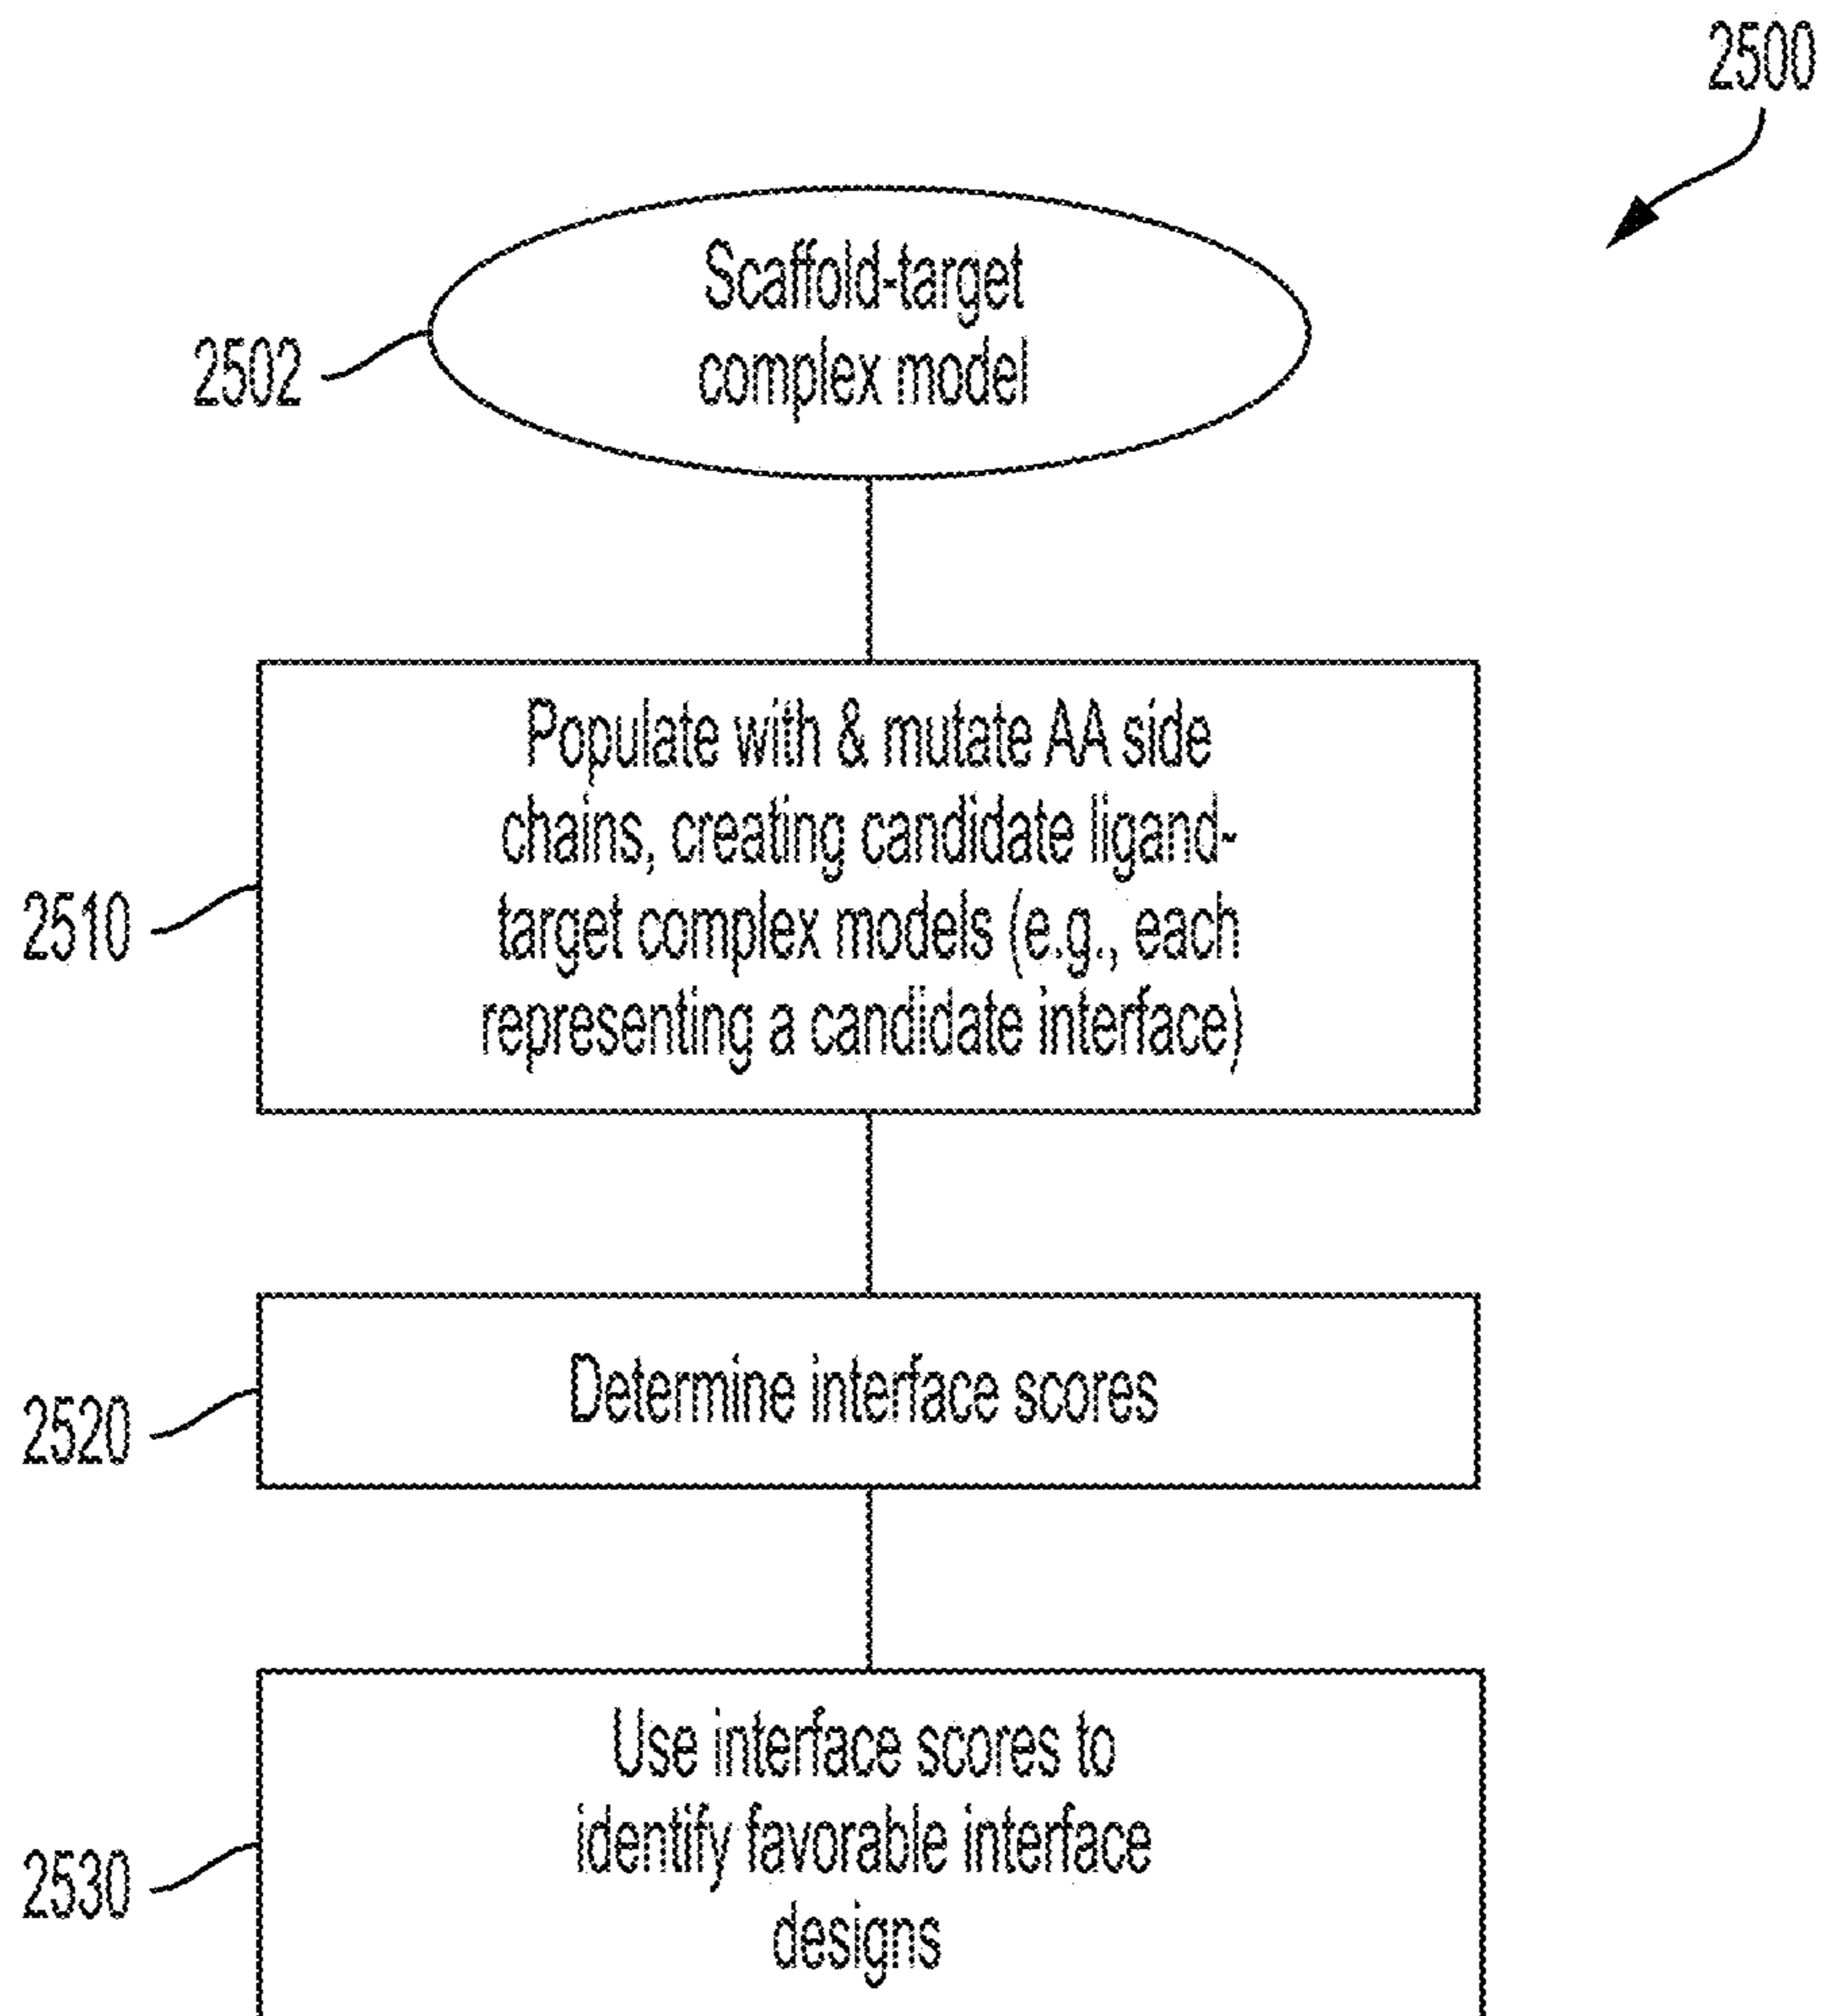 2500
Scaffold-target
complex model
2502
Populate with & mutate AA side
chains, creating candidate ligand-
target complex models (e.g., each
representing a candidate interface)
2510
Determine interface scores
2520
Use interface scores to
identify favorable interface
designs
2530